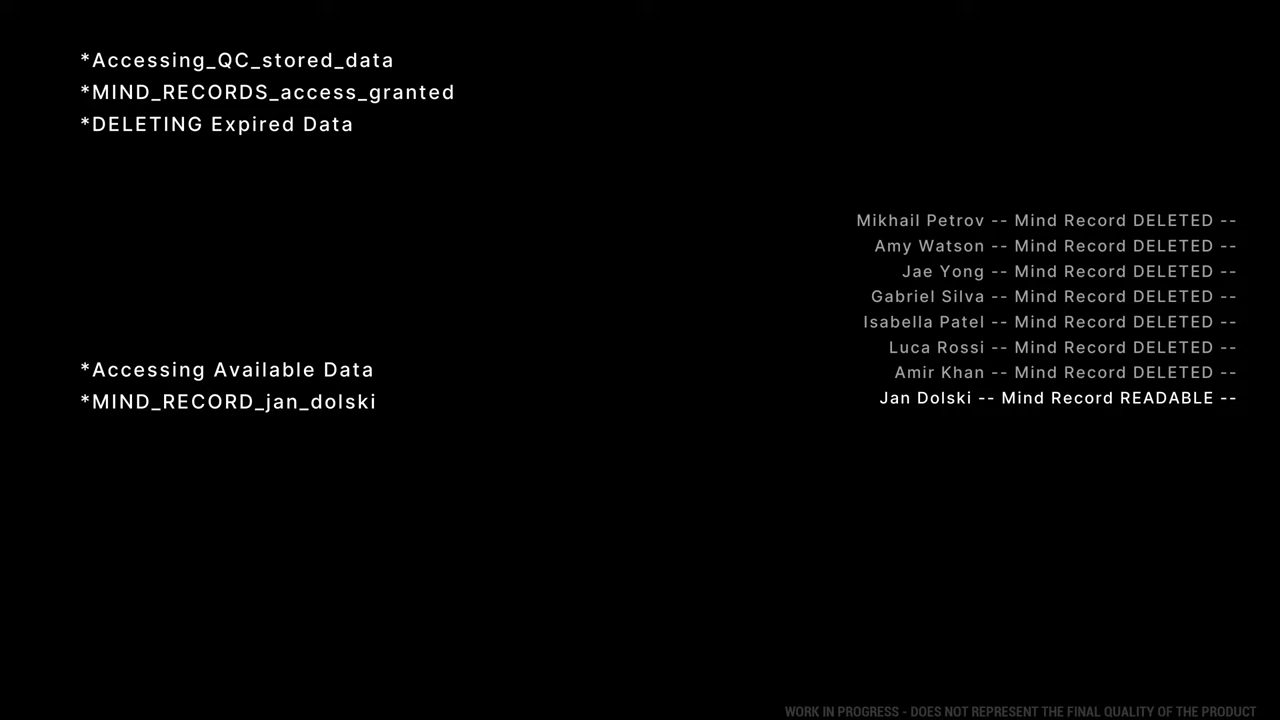 *Accessing_QC_stored_data
*MIND_RECORDS_access_granted
*DELETING Expired Data
Mikhail Petrov -- Mind Record DELETED --
Amy Watson -- Mind Record DELETED --
Jae Yong -- Mind Record DELETED --
Gabriel Silva -- Mind Record DELETED --
Isabella Patel -- Mind Record DELETED --
Luca Rossi -- Mind Record DELETED --
Amir Khan -- Mind Record DELETED --
Jan Dolski -- Mind Record READABLE --
*Accessing Available Data
*MIND_RECORD_jan_dolski
WORK IN PROGRESS - DOES NOT REPRESENT THE FINAL QUALITY OF THE PRODUCT